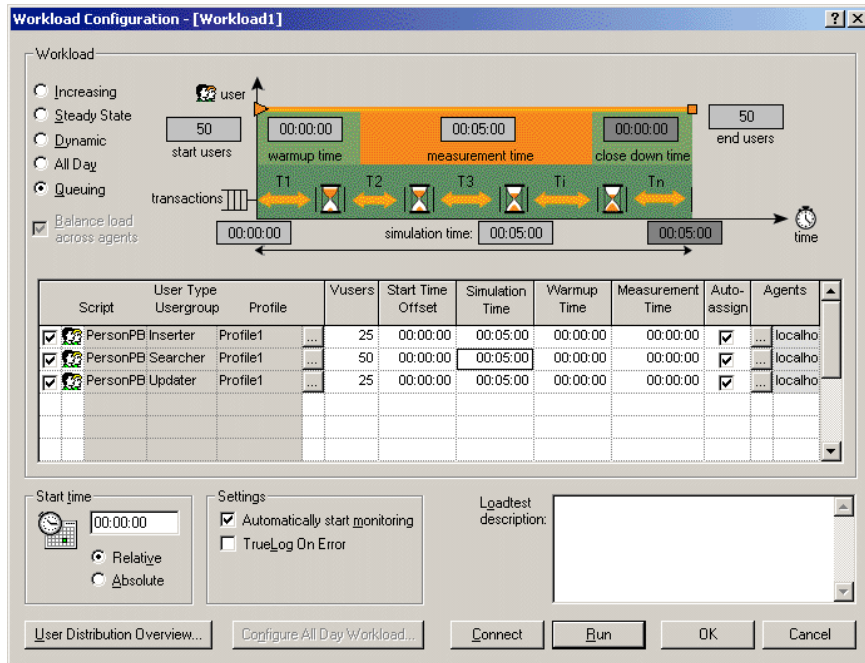 Workload Configuration - [Workload1]
Workload
Increasing
Steady State
Dynamic
All Day
Queuing
Balance load
across agents
user
50
start users
00:00:00
warmup time
00:05:00
measurement time
00:00:00
close down time
50
end users
transactions
T1
T2
T3
Ti
Tn
00:00:00
simulation time:
00:05:00
00:05:00
time
Script
User Type
Usergroup
Profile
Vusers
Start Time
Offset
Simulation
Time
Warmup
Time
Measurement
Time
Auto-
assign
Agents
PersonPB Inserter Profile1 ... 25 00:00:00 00:05:00 00:00:00 00:00:00 ... localho
PersonPB Searcher Profile1 ... 50 00:00:00 00:05:00 00:00:00 00:00:00 ... localho
PersonPB Updater Profile1 ... 25 00:00:00 00:05:00 00:00:00 00:00:00 ... localho
Start time
00:00:00
Relative
Absolute
Settings
Automatically start monitoring
TrueLog On Error
Loadtest
description:
User Distribution Overview...
Configure All Day Workload...
Connect
Run
OK
Cancel